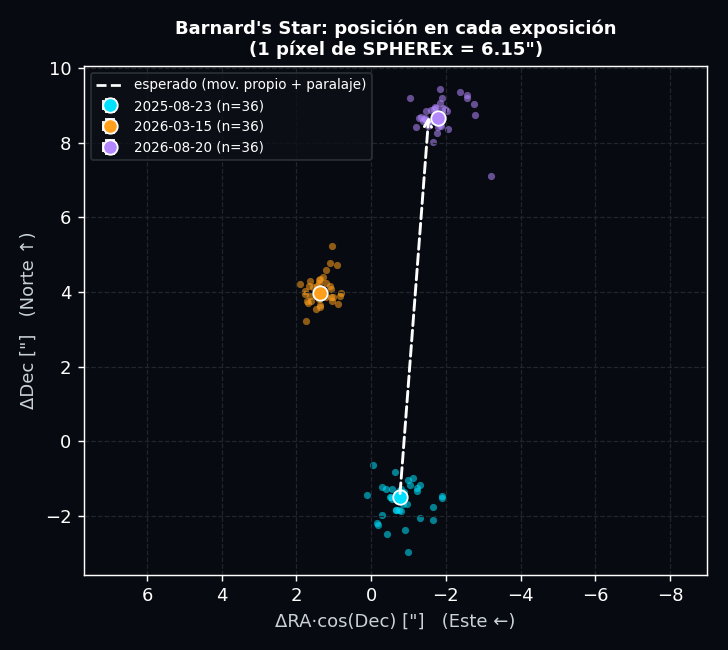 Barnard's Star: posición en cada exposición
(1 píxel de SPHEREx = 6.15")
esperado (mov. propio + paralaje)
2025-08-23 (n=36)
2026-03-15 (n=36)
2026-08-20 (n=36)
ΔDec ["]   (Norte ↑)
10
8
6
4
2
0
−2
6
4
2
0
−2
−4
−6
−8
ΔRA·cos(Dec) ["]   (Este ←)